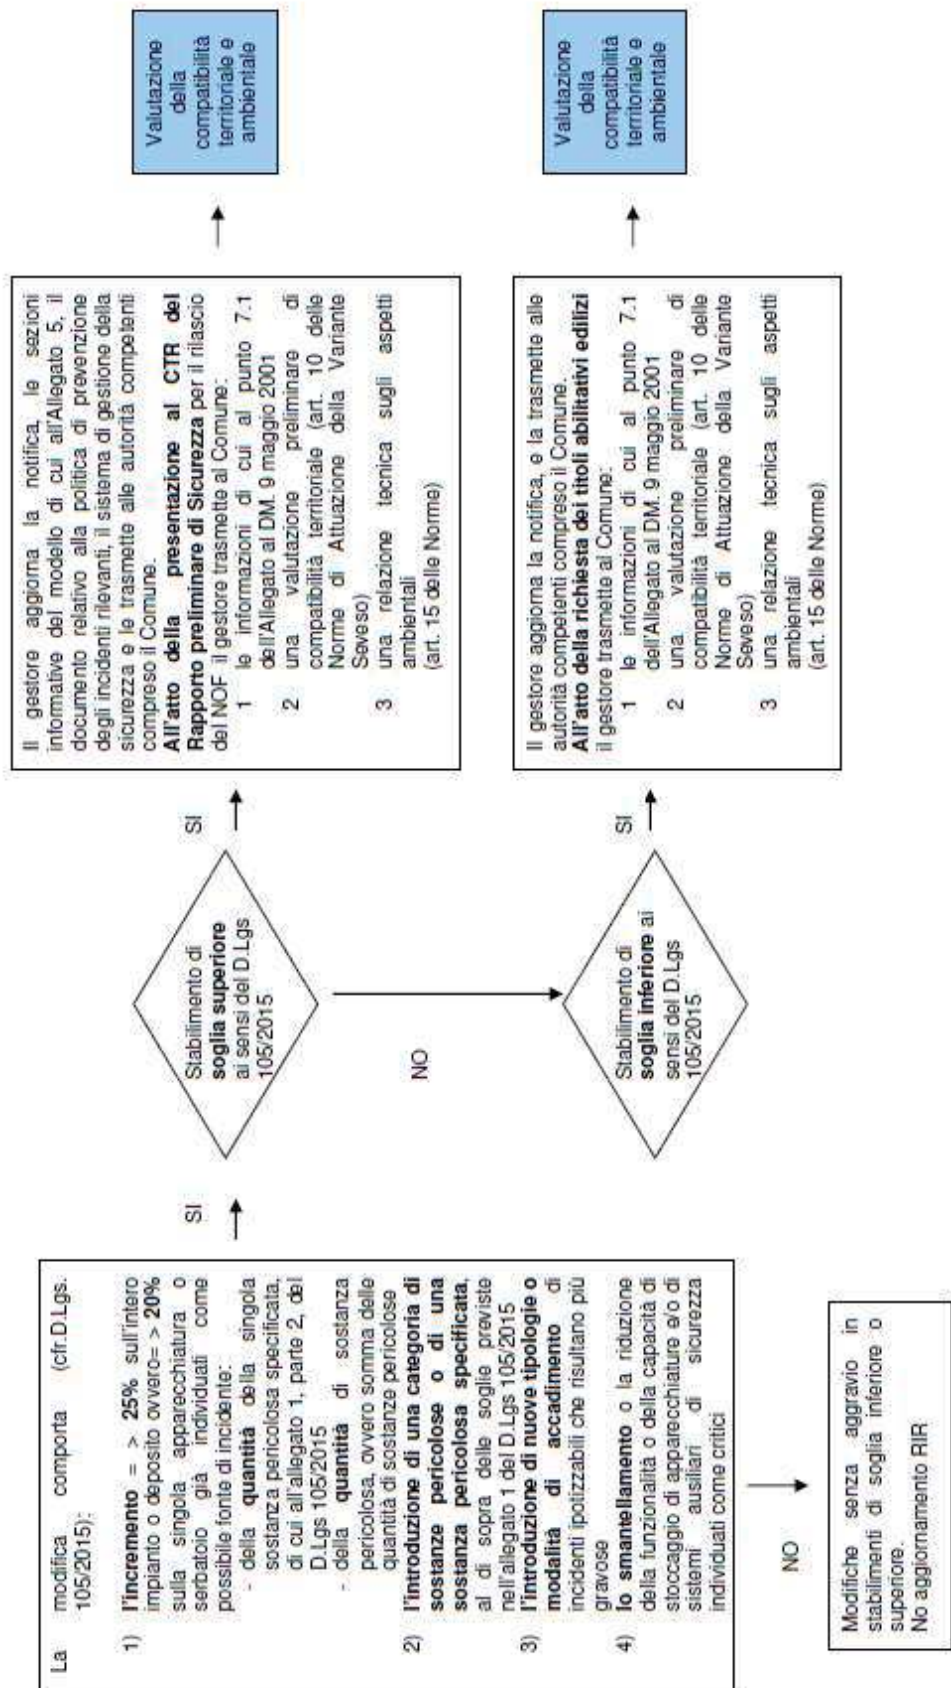 La modifica comporta (cfr.D.Lgs.
105/2015):
1) l'incremento = > 25% sull'intero
impianto o deposito ovvero= > 20%
sulla singola apparecchiatura o
serbatoio già individuati come
possibile fonte di incidente:
- della quantità della singola
sostanza pericolosa specificata,
di cui all'allegato 1, parte 2, del
D.Lgs 105/2015
- della quantità di sostanza
pericolosa, ovvero somma delle
quantità di sostanze pericolose
2) l'introduzione di una categoria di
sostanze pericolose o di una
sostanza pericolosa specificata,
al di sopra delle soglie previste
nell'allegato 1 del D.Lgs 105/2015
3) l'introduzione di nuove tipologie o
modalità di accadimento di
incidenti ipotizzabili che risultano più
gravose
4) lo smantellamento o la riduzione
della funzionalità o della capacità di
stoccaggio di apparecchiature e/o di
sistemi ausiliari di sicurezza
individuati come critici
NO
Modifiche senza aggravio in
stabilimenti di soglia inferiore o
superiore.
No aggiornamento RIR
SI
Stabilimento di
soglia superiore
ai sensi del D.Lgs
105/2015
NO
Stabilimento di
soglia inferiore ai
sensi del D.Lgs
105/2015
SI
Il gestore aggiorna la notifica, le sezioni
informative del modello di cui all'Allegato 5, il
documento relativo alla politica di prevenzione
degli incidenti rilevanti, il sistema di gestione della
sicurezza e le trasmette alle autorità competenti
compreso il Comune.
All'atto della presentazione al CTR del
Rapporto preliminare di Sicurezza per il rilascio
del NOF il gestore trasmette al Comune:
1 le informazioni di cui al punto 7.1
dell'Allegato al DM. 9 maggio 2001
2 una valutazione preliminare di
compatibilità territoriale (art. 10 delle
Norme di Attuazione della Variante
Seveso)
3 una relazione tecnica sugli aspetti
ambientali
(art. 15 delle Norme)
Valutazione
della
compatibilità
territoriale e
ambientale
SI
Il gestore aggiorna la notifica, e la trasmette alle
autorità competenti compreso il Comune.
All'atto della richiesta dei titoli abilitativi edilizi
il gestore trasmette al Comune:
1 le informazioni di cui al punto 7.1
dell'Allegato al DM. 9 maggio 2001
2 una valutazione preliminare di
compatibilità territoriale (art. 10 delle
Norme di Attuazione della Variante
Seveso)
3 una relazione tecnica sugli aspetti
ambientali
(art. 15 delle Norme)
Valutazione
della
compatibilità
territoriale e
ambientale